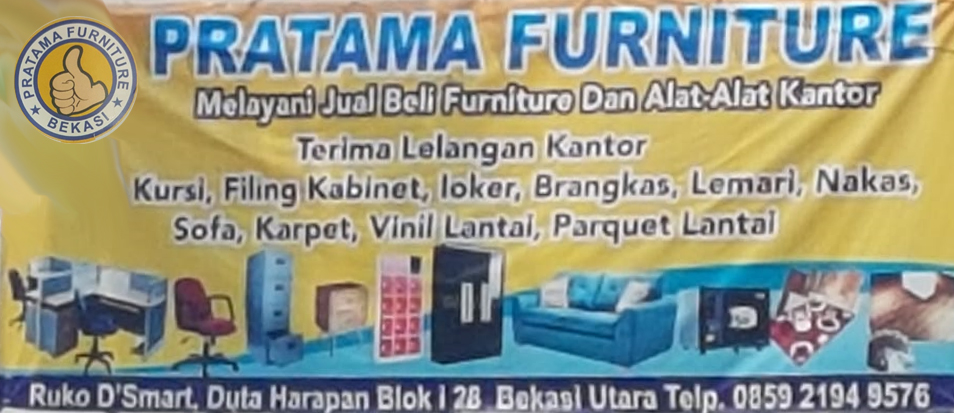 PRATAMA FURNITURE
BEKASI
PRATAMA FURNITURE
Melayani Jual Beli Furniture Dan Alat-Alat Kantor
Terima Lelangan Kantor
Kursi, Filing Kabinet, loker, Brangkas, Lemari, Nakas,
Sofa, Karpet, Vinil Lantai, Parquet Lantai
Ruko D'Smart, Duta Harapan Blok I 28 Bekasi Utara Telp. 0859 2194 9576